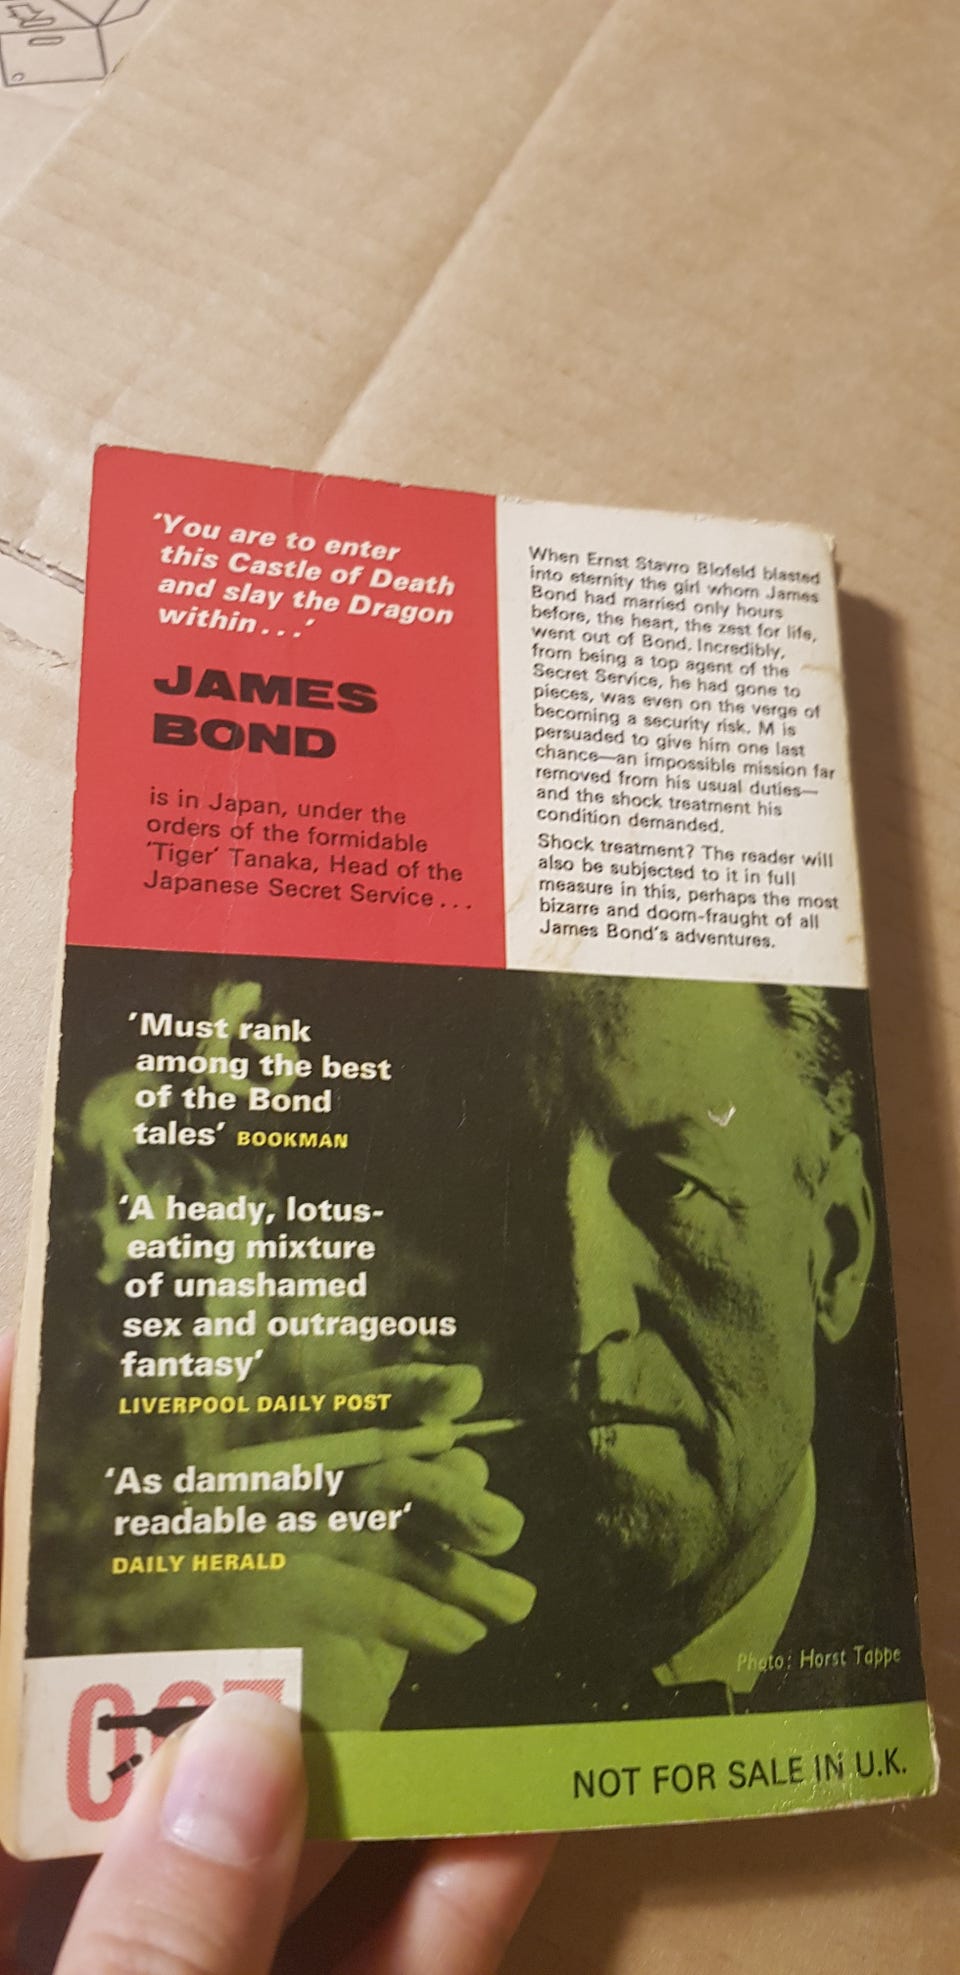 'You are to enter
this Castle of Death
and slay the Dragon
within...'
JAMES
BOND
is in Japan, under the
orders of the formidable
'Tiger' Tanaka, Head of the
Japanese Secret Service...
When Ernst Stavro Blofeld blasted
into eternity the girl whom James
Bond had married only hours
before, the heart, the zest for life,
went out of Bond. Incredibly,
from being a top agent of the
Secret Service, he had gone to
pieces, was even on the verge of
becoming a security risk. M is
persuaded to give him one last
chance—an impossible mission far
removed from his usual duties—
and the shock treatment his
condition demanded.
Shock treatment? The reader will
also be subjected to it in full
measure in this, perhaps the most
bizarre and doom-fraught of all
James Bond's adventures.
'Must rank
among the best
of the Bond
tales' BOOKMAN
'A heady, lotus-
eating mixture
of unashamed
sex and outrageous
fantasy'
LIVERPOOL DAILY POST
'As damnably
readable as ever'
DAILY HERALD
Photo: Horst Tappe
007
NOT FOR SALE IN U.K.